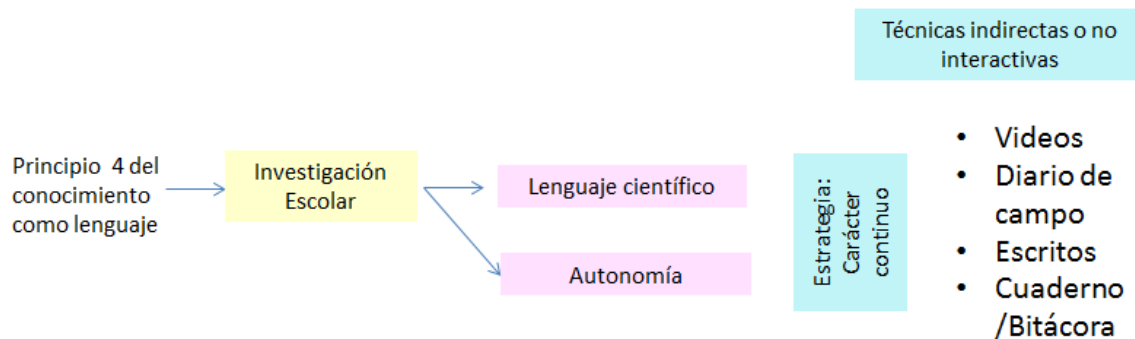 Técnicas indirectas o no
interactivas
Principio 4 del
conocimiento
como lenguaje
Investigación
Escolar
Lenguaje científico
Autonomía
Estrategia:
Carácter
continuo
• Videos
• Diario de
campo
• Escritos
• Cuaderno
/Bitácora